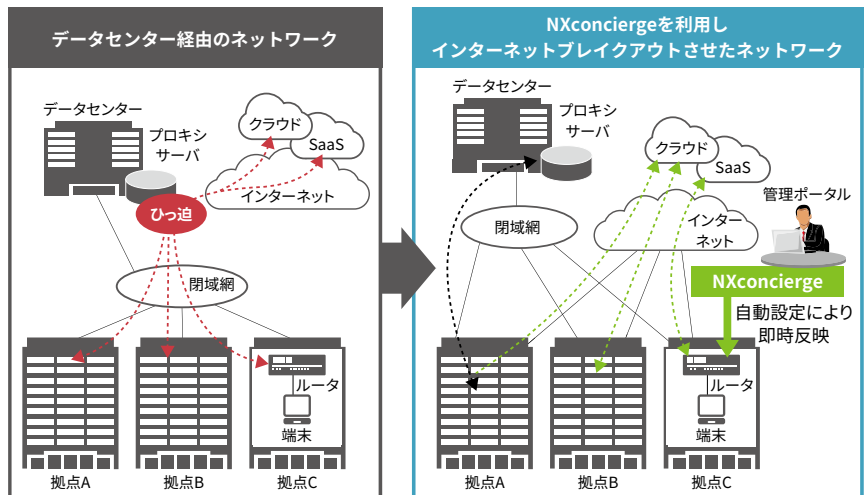 データセンター経由のネットワーク
データセンター
プロキシ
サーバ
クラウド
SaaS
インターネット
ひっ迫
閉域網
ルータ
端末
拠点A
拠点B
拠点C
NXconciergeを利用し
インターネットブレイクアウトさせたネットワーク
データセンター
プロキシ
サーバ
クラウド
SaaS
管理ポータル
インター
ネット
閉域網
NXconcierge
自動設定により
即時反映
ルータ
端末
拠点A
拠点B
拠点C